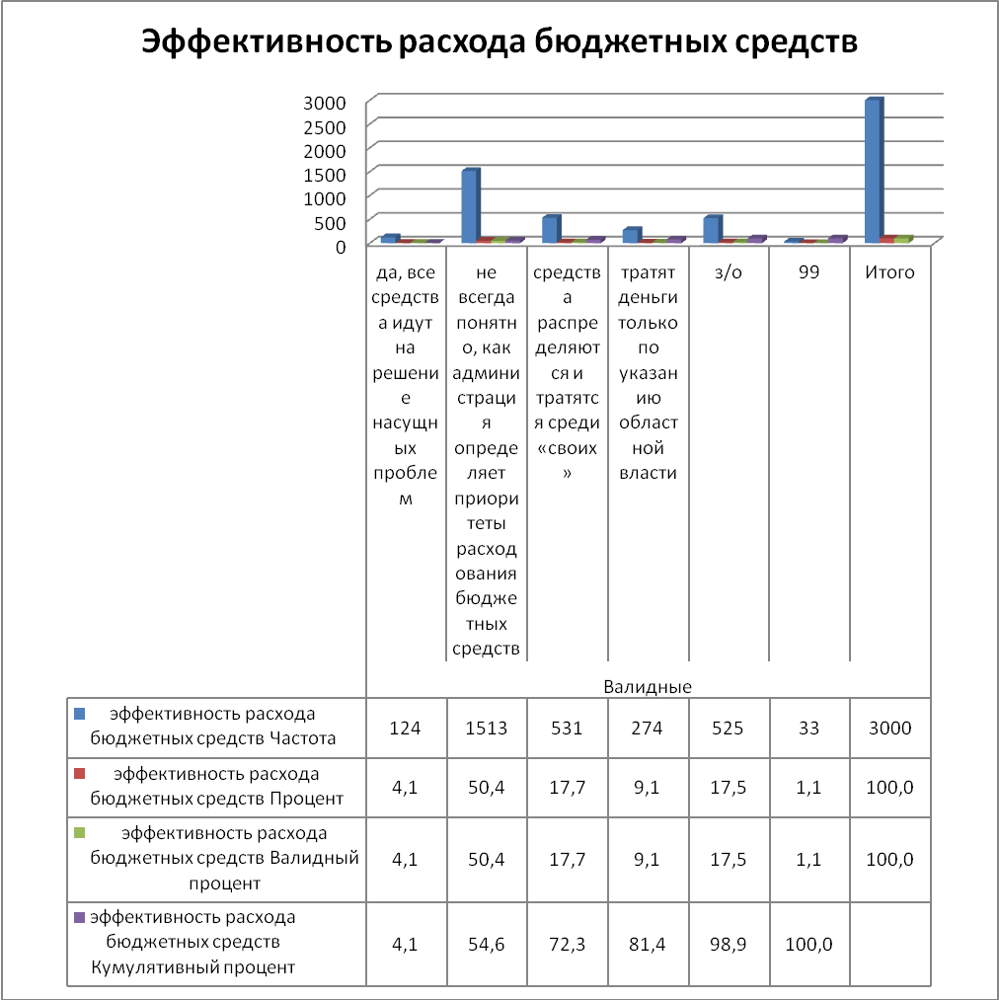 Эффективность расхода бюджетных средств
3000
2500
2000
1500
1000
500
0
да, все
средств
а идут
на
решени
е
насущн
ых
пробле
м
не
всегда
понятн
о, как
админи
страци
я
опреде
ляет
приори
теты
расход
ования
бюдже
тных
средств
средств
а
распре
деляют
ся и
тратятс
я среди
«своих
»
тратят
деньги
только
по
указан
ию
област
ной
власти
з/о
99
Итого
Валидные
эффективность расхода
бюджетных средств Частота
124 1513 531 274 525 33 3000
эффективность расхода
бюджетных средств Процент
4,1 50,4 17,7 9,1 17,5 1,1 100,0
эффективность расхода
бюджетных средств Валидный
процент
4,1 50,4 17,7 9,1 17,5 1,1 100,0
эффективность расхода
бюджетных средств
Кумулятивный процент
4,1 54,6 72,3 81,4 98,9 100,0